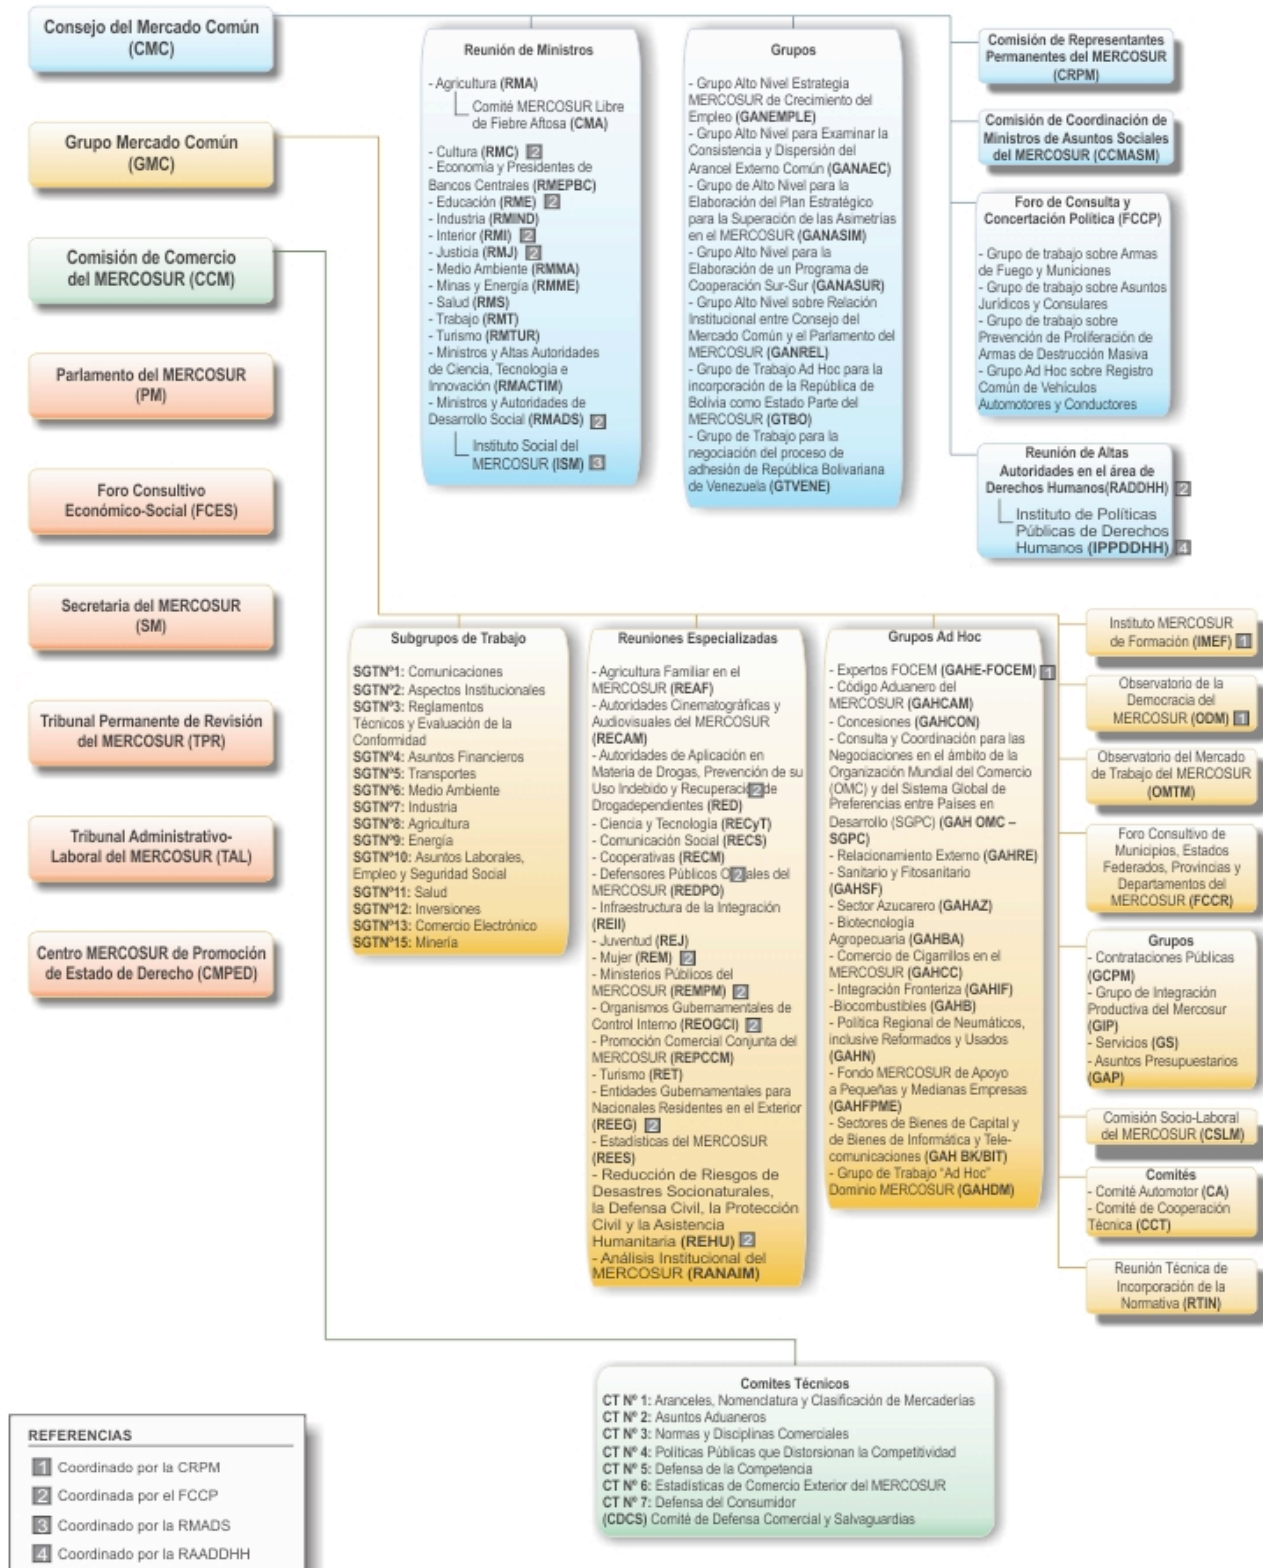 Consejo del Mercado Común
(CMC)
Grupo Mercado Común
(GMC)
Comisión de Comercio
del MERCOSUR (CCM)
Parlamento del MERCOSUR
(PM)
Foro Consultivo
Económico-Social (FCES)
Secretaria del MERCOSUR
(SM)
Tribunal Permanente de Revisión
del MERCOSUR (TPR)
Tribunal Administrativo-
Laboral del MERCOSUR (TAL)
Centro MERCOSUR de Promoción
de Estado de Derecho (CMPED)
Reunión de Ministros
- Agricultura (RMA)
Comité MERCOSUR Libre
de Fiebre Aftosa (CMA)
- Cultura (RMC) 2
- Economía y Presidentes de
Bancos Centrales (RMEPBC)
- Educación (RME) 2
- Industria (RMIND)
- Interior (RMI) 2
- Justicia (RMJ) 2
- Medio Ambiente (RMMA)
- Minas y Energía (RMME)
- Salud (RMS)
- Trabajo (RMT)
- Turismo (RMTUR)
- Ministros y Altas Autoridades
de Ciencia, Tecnología e
Innovación (RMACTIM)
- Ministros y Autoridades de
Desarrollo Social (RMADS) 2
Instituto Social del
MERCOSUR (ISM) 3
Grupos
- Grupo Alto Nivel Estrategia
MERCOSUR de Crecimiento del
Empleo (GANEMPLE)
- Grupo Alto Nivel para Examinar la
Consistencia y Dispersión del
Arancel Externo Común (GANAEC)
- Grupo de Alto Nivel para la
Elaboración del Plan Estratégico
para la Superación de las Asimetrías
en el MERCOSUR (GANASIM)
- Grupo Alto Nivel para la
Elaboración de un Programa de
Cooperación Sur-Sur (GANASUR)
- Grupo Alto Nivel sobre Relación
Institucional entre Consejo del
Mercado Común y el Parlamento del
MERCOSUR (GANREL)
- Grupo de Trabajo Ad Hoc para la
incorporación de la República de
Bolivia como Estado Parte del
MERCOSUR (GTBO)
- Grupo de Trabajo para la
negociación del proceso de
adhesión de República Bolivariana
de Venezuela (GTVENE)
Comisión de Representantes
Permanentes del MERCOSUR
(CRPM)
Comisión de Coordinación de
Ministros de Asuntos Sociales
del MERCOSUR (CCMASM)
Foro de Consulta y
Concertación Política (FCCP)
- Grupo de trabajo sobre Armas
de Fuego y Municiones
- Grupo de trabajo sobre Asuntos
Jurídicos y Consulares
- Grupo de trabajo sobre
Prevención de Proliferación de
Armas de Destrucción Masiva
- Grupo Ad Hoc sobre Registro
Común de Vehículos
Automotores y Conductores
Reunión de Altas
Autoridades en el área de
Derechos Humanos(RADDHH) 2
Instituto de Políticas
Públicas de Derechos
Humanos (IPPDDHH) 4
Subgrupos de Trabajo
SGTNº1: Comunicaciones
SGTNº2: Aspectos Institucionales
SGTNº3: Reglamentos
Técnicos y Evaluación de la
Conformidad
SGTNº4: Asuntos Financieros
SGTNº5: Transportes
SGTNº6: Medio Ambiente
SGTNº7: Industria
SGTNº8: Agricultura
SGTNº9: Energía
SGTNº10: Asuntos Laborales,
Empleo y Seguridad Social
SGTNº11: Salud
SGTNº12: Inversiones
SGTNº13: Comercio Electrónico
SGTNº15: Minería
Reuniones Especializadas
- Agricultura Familiar en el
MERCOSUR (REAF)
- Autoridades Cinematográficas y
Audiovisuales del MERCOSUR
(RECAM)
- Autoridades de Aplicación en
Materia de Drogas, Prevención de su
Uso Indebido y 2 de
Drogadependientes (RED)
- Ciencia y Tecnología (RECyT)
- Comunicación Social (RECS)
- Cooperativas (RECM)
- Defensores Públicos 2 del
MERCOSUR (REDPO)
- Infraestructura de la Integración
(REII)
- Juventud (REJ)
- Mujer (REM) 2
- Ministerios Públicos del
MERCOSUR (REMPM) 2
- Organismos Gubernamentales de
Control Interno (REOGCI) 2
- Promoción Comercial Conjunta del
MERCOSUR (REPCCM)
- Turismo (RET)
- Entidades Gubernamentales para
Nacionales Residentes en el Exterior
(REEG) 2
- Estadísticas del MERCOSUR
(REES)
- Reducción de Riesgos de
Desastres Socionaturales,
la Defensa Civil, la Protección
Civil y la Asistencia
Humanitaria (REHU) 2
- Análisis Institucional del
MERCOSUR (RANAIM)
Grupos Ad Hoc
- Expertos FOCEM (GAHE-FOCEM) 1
- Código Aduanero del
MERCOSUR (GAHCAM)
- Concesiones (GAHCON)
- Consulta y Coordinación para las
Negociaciones en el ámbito de la
Organización Mundial del Comercio
(OMC) y del Sistema Global de
Preferencias entre Países en
Desarrollo (SGPC) (GAH OMC –
SGPC)
- Relacionamiento Externo (GAHRE)
- Sanitario y Fitosanitario
(GAHSF)
- Sector Azucarero (GAHAZ)
- Biotecnología
Agropecuaria (GAHBA)
- Comercio de Cigarrillos en el
MERCOSUR (GAHCC)
- Integración Fronteriza (GAHIF)
-Biocombustibles (GAHB)
- Política Regional de Neumáticos,
inclusive Reformados y Usados
(GAHN)
- Fondo MERCOSUR de Apoyo
a Pequeñas y Medianas Empresas
(GAHFPME)
- Sectores de Bienes de Capital y
de Bienes de Informática y Tele-
comunicaciones (GAH BK/BIT)
- Grupo de Trabajo "Ad Hoc"
Dominio MERCOSUR (GAHDM)
Instituto MERCOSUR
de Formación (IMEF) 1
Observatorio de la
Democracia del
MERCOSUR (ODM) 1
Observatorio del Mercado
de Trabajo del MERCOSUR
(OMTM)
Foro Consultivo de
Municipios, Estados
Federados, Provincias y
Departamentos del
MERCOSUR (FCCR)
Grupos
- Contrataciones Públicas
(GCPM)
- Grupo de Integración
Productiva del Mercosur
(GIP)
- Servicios (GS)
- Asuntos Presupuestarios
(GAP)
Comisión Socio-Laboral
del MERCOSUR (CSLM)
Comités
- Comité Automotor (CA)
- Comité de Cooperación
Técnica (CCT)
Reunión Técnica de
Incorporación de la
Normativa (RTIN)
Comites Técnicos
CT Nº 1: Aranceles, Nomenclatura y Clasificación de Mercaderías
CT Nº 2: Asuntos Aduaneros
CT Nº 3: Normas y Disciplinas Comerciales
CT Nº 4: Políticas Públicas que Distorsionan la Competitividad
CT Nº 5: Defensa de la Competencia
CT Nº 6: Estadísticas de Comercio Exterior del MERCOSUR
CT Nº 7: Defensa del Consumidor
(CDCS) Comité de Defensa Comercial y Salvaguardias
REFERENCIAS
1 Coordinado por la CRPM
2 Coordinada por el FCCP
3 Coordinado por la RMADS
4 Coordinado por la RAADDHH